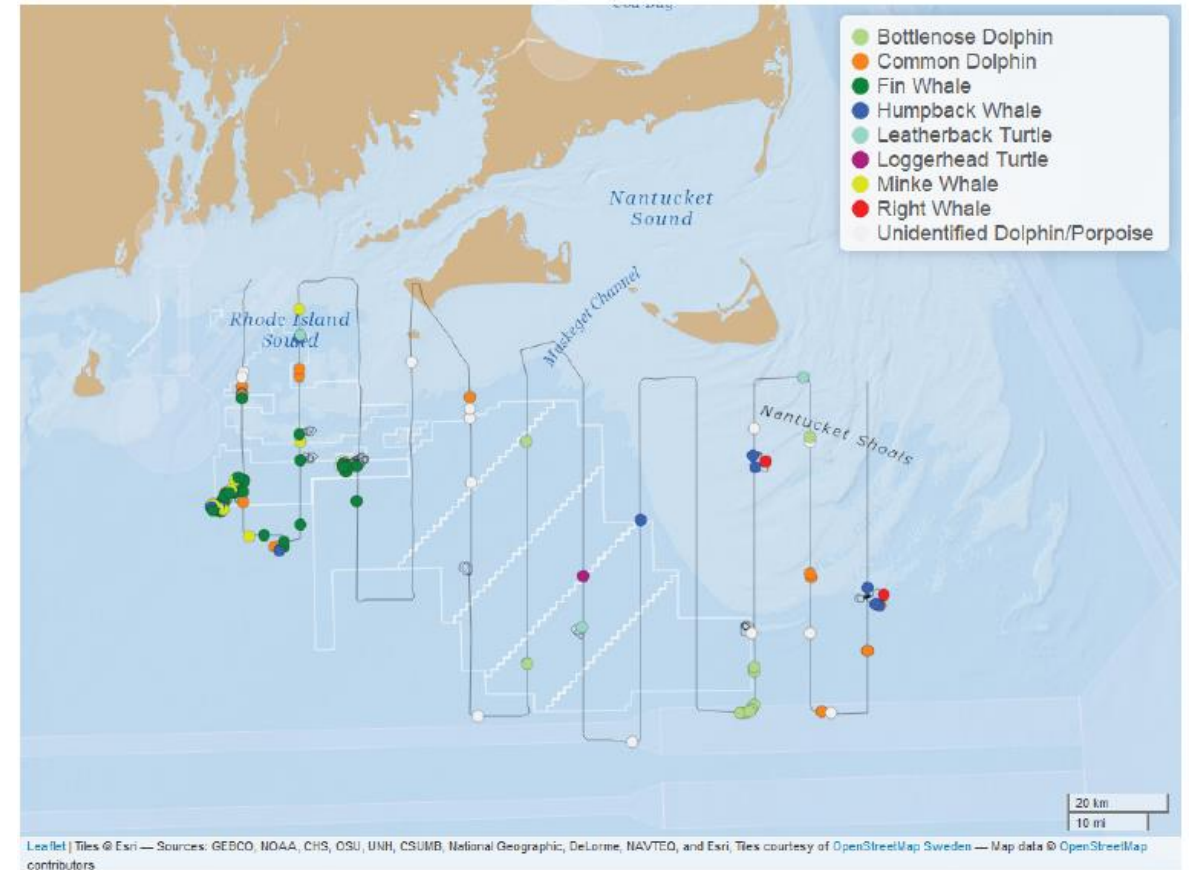 Cod Bay
Bottlenose Dolphin
Common Dolphin
Fin Whale
Humpback Whale
Leatherback Turtle
Loggerhead Turtle
Minke Whale
Right Whale
Unidentified Dolphin/Porpoise
Nantucket
Sound
Muskeget Channel
Rhode Island
Sound
Nantucket Shoals
20 km
10 mi
Leaflet | Tiles © Esri — Sources: GEBCO, NOAA, CHS, OSU, UNH, CSUMB, National Geographic, DeLorme, NAVTEQ, and Esri, Tiles courtesy of OpenStreetMap Sweden — Map data © OpenStreetMap
contributors